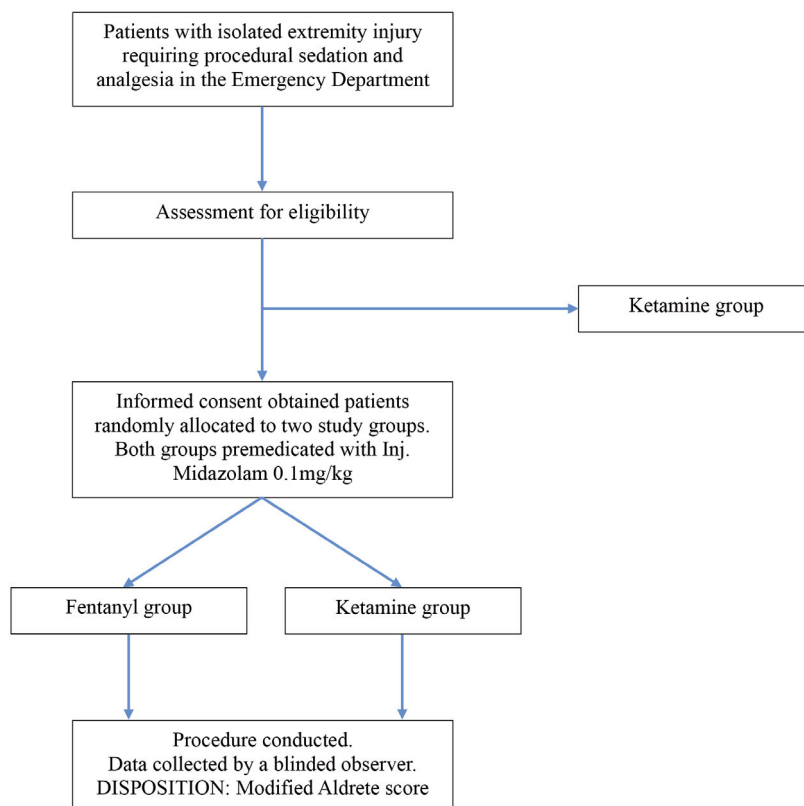 Patients with isolated extremity injury
requiring procedural sedation and
analgesia in the Emergency Department
Assessment for eligibility
Ketamine group
Informed consent obtained patients
randomly allocated to two study groups.
Both groups premedicated with Inj.
Midazolam 0.1mg/kg
Fentanyl group
Ketamine group
Procedure conducted.
Data collected by a blinded observer.
DISPOSITION: Modified Aldrete score